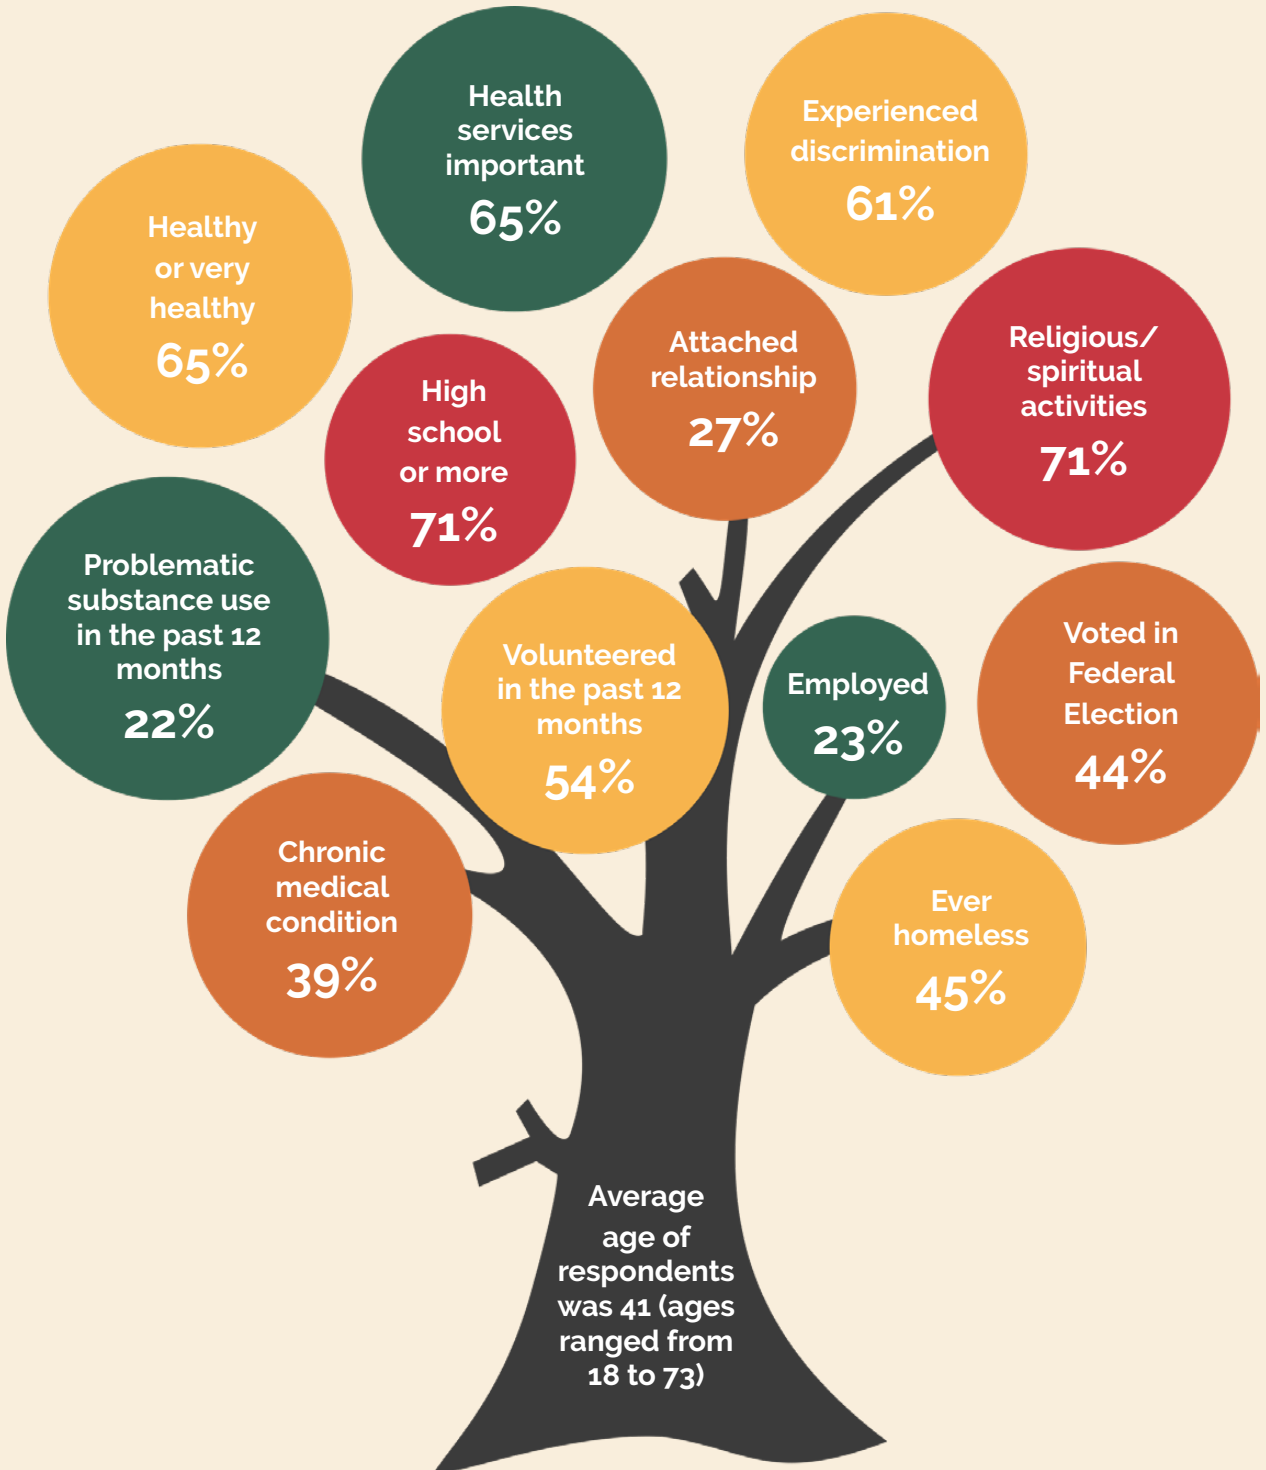 Health
services
important
65%
Experienced
discrimination
61%
Healthy
or very
healthy
65%
Attached
relationship
27%
Religious/
spiritual
activities
71%
High
school
or more
71%
Problematic
substance use
in the past 12
months
22%
Volunteered
in the past 12
months
54%
Employed
23%
Voted in
Federal
Election
44%
Chronic
medical
condition
39%
Ever
homeless
45%
Average
age of
respondents
was 41 (ages
ranged from
18 to 73)